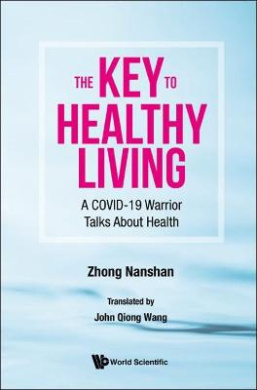 THE KEY TO
HEALTHY
LIVING
A COVID-19 Warrior
Talks About Health
Zhong Nanshan
Translated by
John Qiong Wang
World Scientific